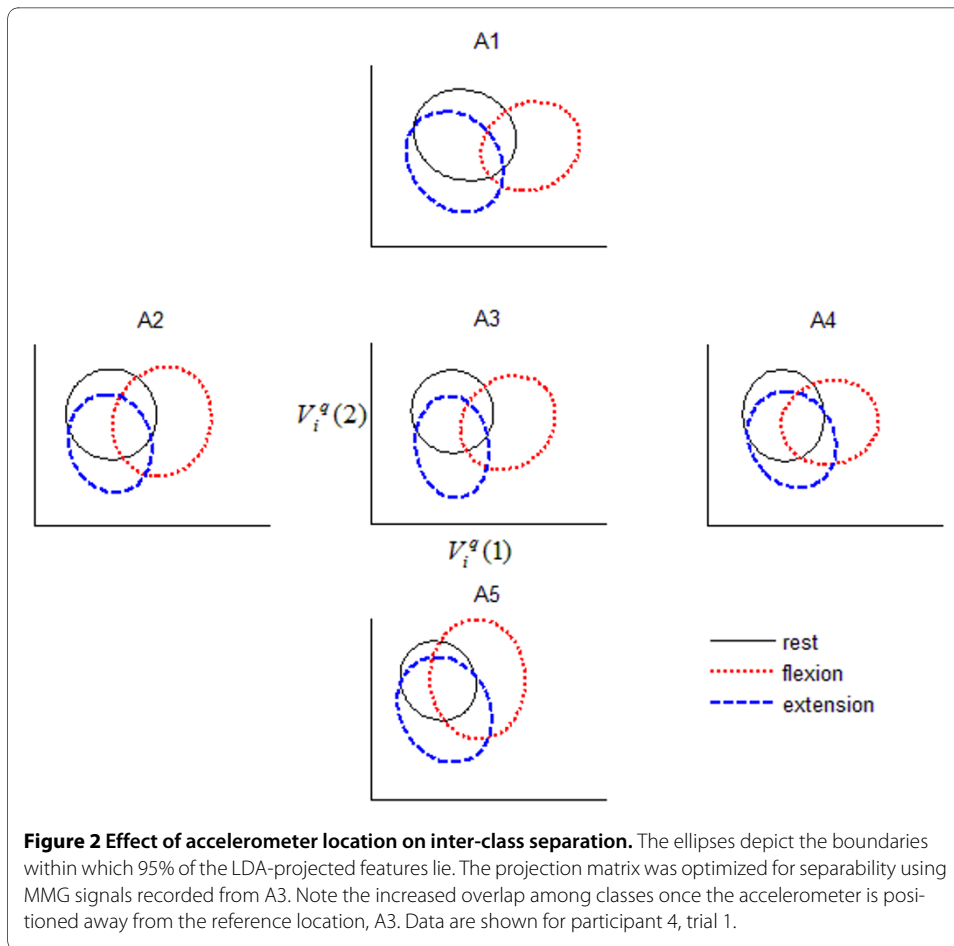 A1
A2
A3
A4
V_i^q(2)
V_i^q(1)
A5
rest
flexion
extension
Figure 2 Effect of accelerometer location on inter-class separation. The ellipses depict the boundaries
within which 95% of the LDA-projected features lie. The projection matrix was optimized for separability using
MMG signals recorded from A3. Note the increased overlap among classes once the accelerometer is posi-
tioned away from the reference location, A3. Data are shown for participant 4, trial 1.